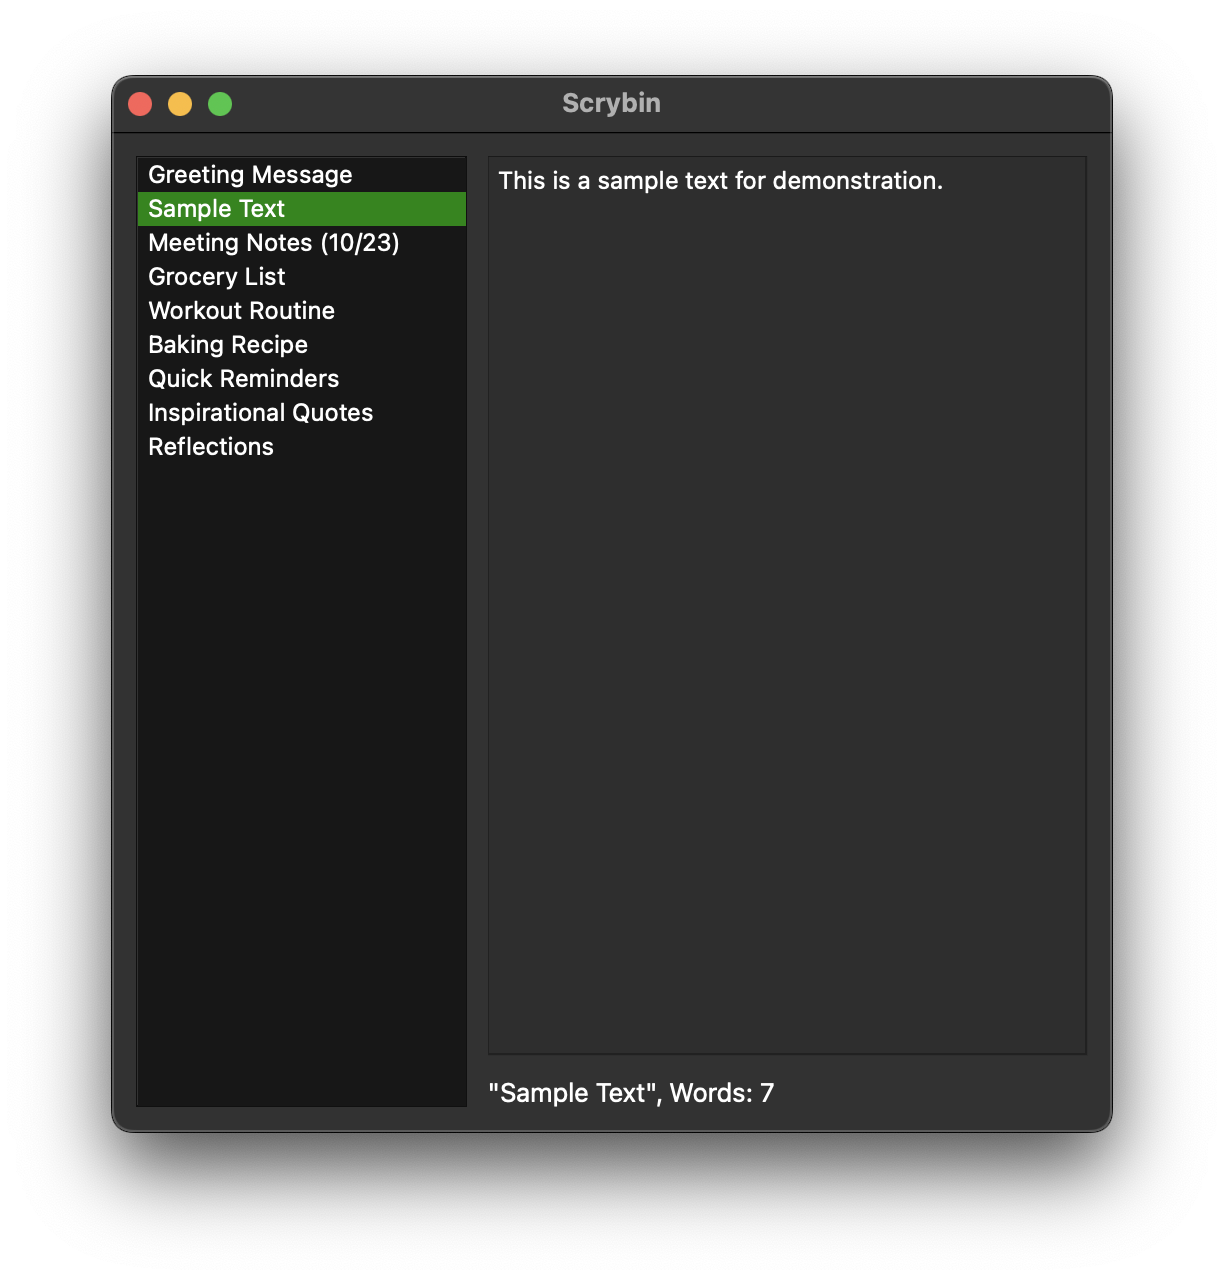 Scrybin
Greeting Message
Sample Text
Meeting Notes (10/23)
Grocery List
Workout Routine
Baking Recipe
Quick Reminders
Inspirational Quotes
Reflections
This is a sample text for demonstration.
"Sample Text", Words: 7